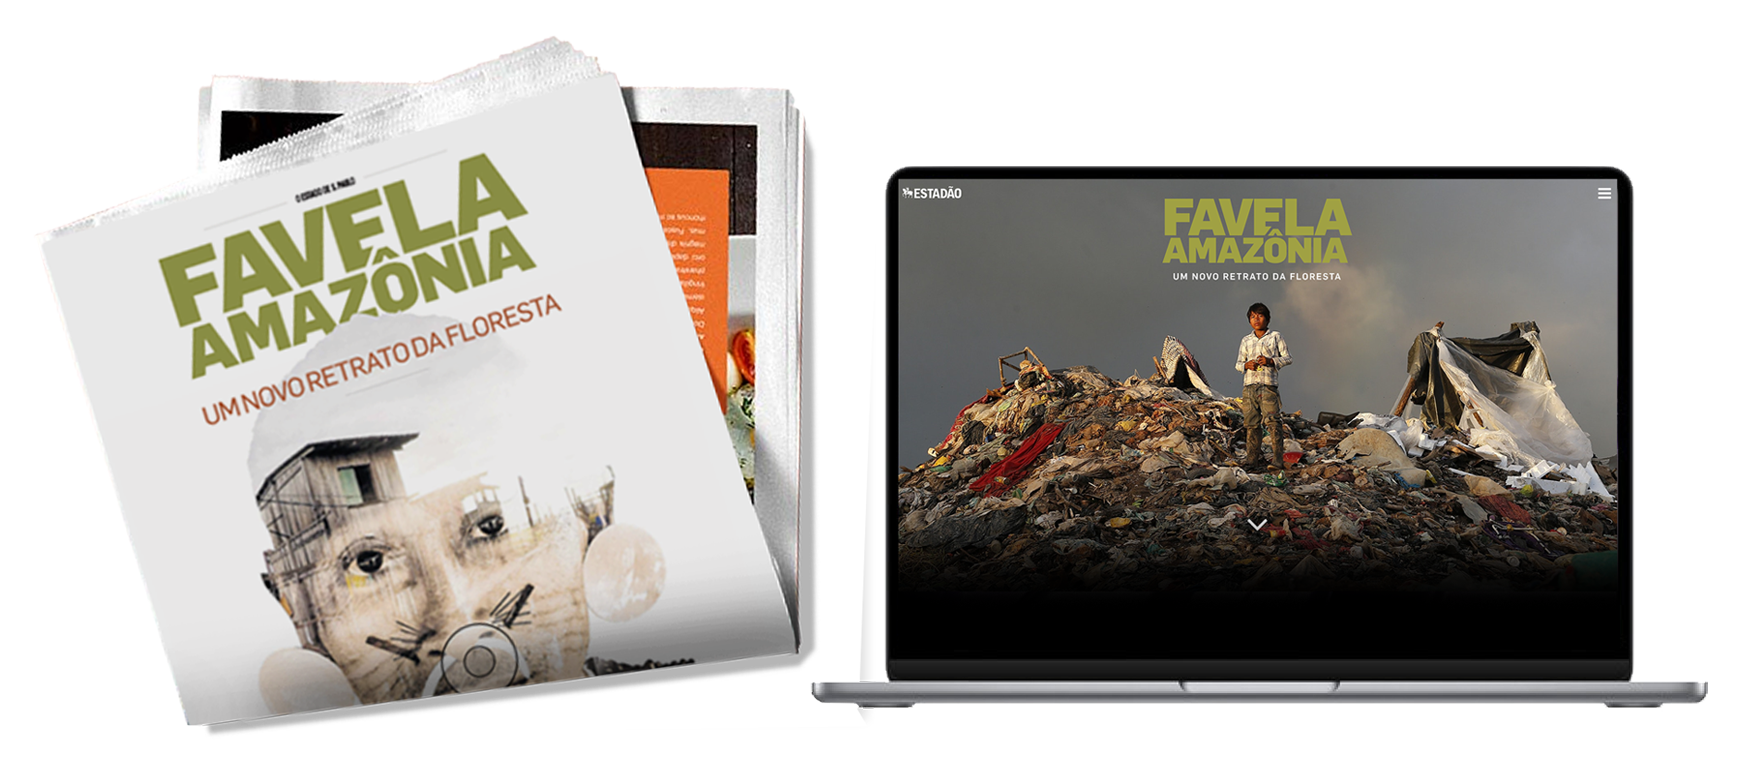 O ESTADO DE S. PAULO
FAVELA
AMAZÔNIA
UM NOVO RETRATO DA FLORESTA
ESTADÃO
FAVELA
AMAZÔNIA
UM NOVO RETRATO DA FLORESTA